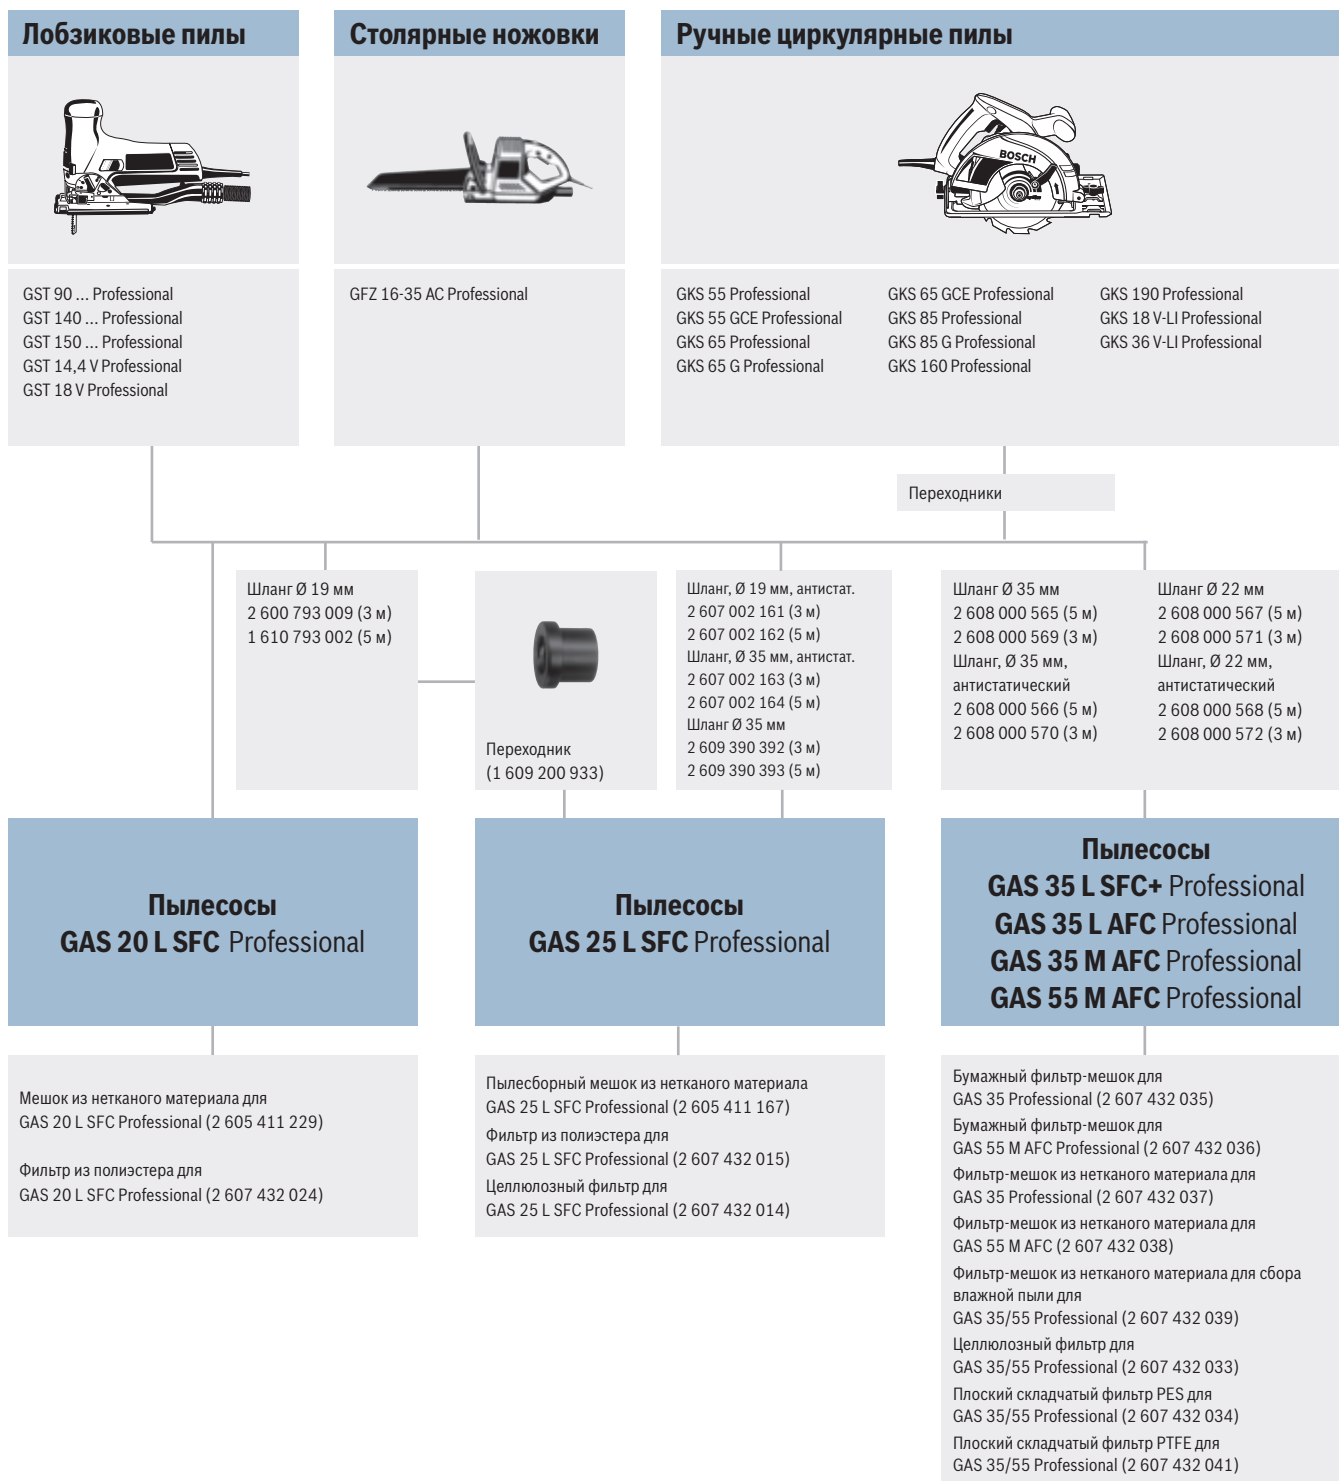 Лобзиковые пилы
Столярные ножовки
Ручные циркулярные пилы
BOSCH
GST 90 ... Professional
GST 140 ... Professional
GST 150 ... Professional
GST 14,4 V Professional
GST 18 V Professional
GFZ 16-35 AC Professional
GKS 55 Professional
GKS 55 GCE Professional
GKS 65 Professional
GKS 65 G Professional
GKS 65 GCE Professional
GKS 85 Professional
GKS 85 G Professional
GKS 160 Professional
GKS 190 Professional
GKS 18 V-LI Professional
GKS 36 V-LI Professional
Переходники
Шланг Ø 19 мм
2 600 793 009 (3 м)
1 610 793 002 (5 м)
Переходник
(1 609 200 933)
Шланг, Ø 19 мм, антистат.
2 607 002 161 (3 м)
2 607 002 162 (5 м)
Шланг, Ø 35 мм, антистат.
2 607 002 163 (3 м)
2 607 002 164 (5 м)
Шланг Ø 35 мм
2 609 390 392 (3 м)
2 609 390 393 (5 м)
Шланг Ø 35 мм
2 608 000 565 (5 м)
2 608 000 569 (3 м)
Шланг, Ø 35 мм,
антистатический
2 608 000 566 (5 м)
2 608 000 570 (3 м)
Шланг Ø 22 мм
2 608 000 567 (5 м)
2 608 000 571 (3 м)
Шланг, Ø 22 мм,
антистатический
2 608 000 568 (5 м)
2 608 000 572 (3 м)
Пылесосы
GAS 20 L SFC Professional
Пылесосы
GAS 25 L SFC Professional
Пылесосы
GAS 35 L SFC+ Professional
GAS 35 L AFC Professional
GAS 35 M AFC Professional
GAS 55 M AFC Professional
Мешок из нетканого материала для
GAS 20 L SFC Professional (2 605 411 229)
Фильтр из полиэстера для
GAS 20 L SFC Professional (2 607 432 024)
Пылесборный мешок из нетканого материала
GAS 25 L SFC Professional (2 605 411 167)
Фильтр из полиэстера для
GAS 25 L SFC Professional (2 607 432 015)
Целлюлозный фильтр для
GAS 25 L SFC Professional (2 607 432 014)
Бумажный фильтр-мешок для
GAS 35 Professional (2 607 432 035)
Бумажный фильтр-мешок для
GAS 55 M AFC Professional (2 607 432 036)
Фильтр-мешок из нетканого материала для
GAS 35 Professional (2 607 432 037)
Фильтр-мешок из нетканого материала для
GAS 55 M AFC (2 607 432 038)
Фильтр-мешок из нетканого материала для сбора
влажной пыли для
GAS 35/55 Professional (2 607 432 039)
Целлюлозный фильтр для
GAS 35/55 Professional (2 607 432 033)
Плоский складчатый фильтр PES для
GAS 35/55 Professional (2 607 432 034)
Плоский складчатый фильтр PTFE для
GAS 35/55 Professional (2 607 432 041)